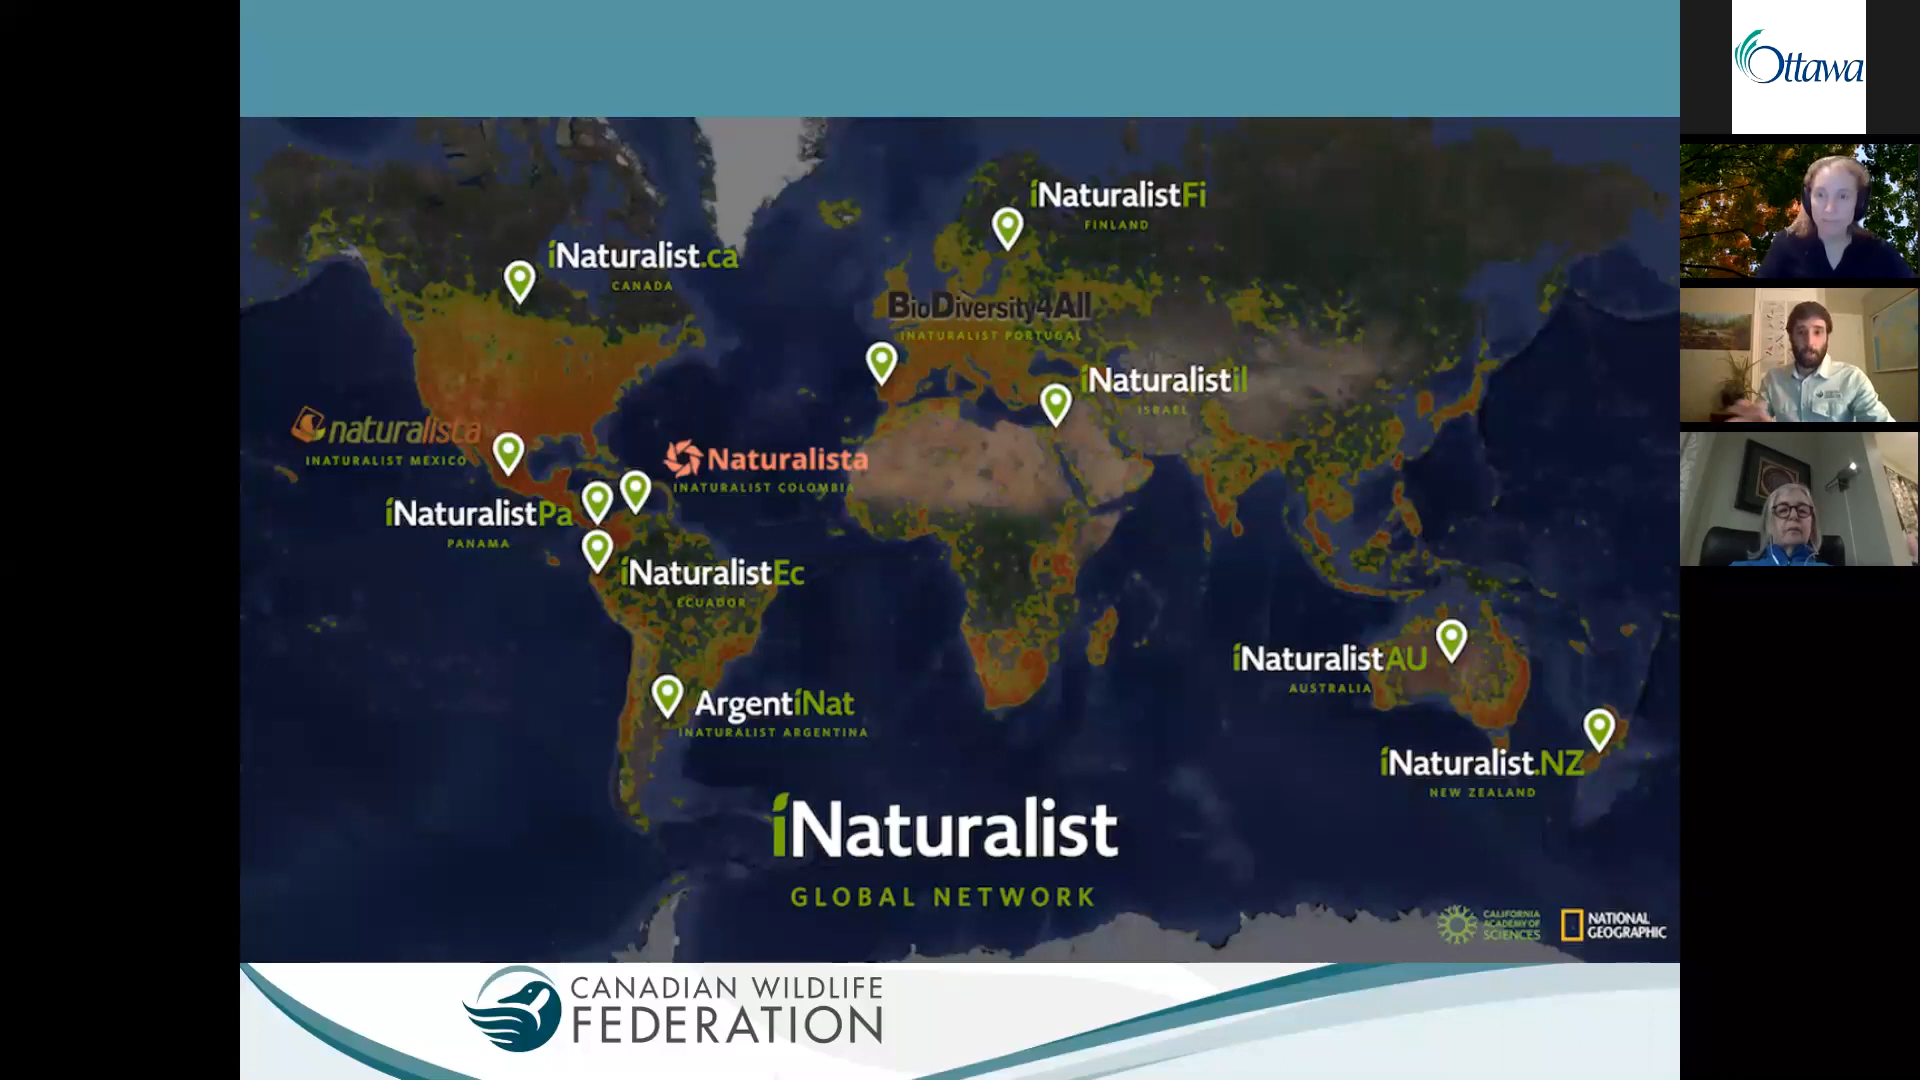 iNaturalistFi
FINLAND
iNaturalist.ca
CANADA
BioDiversity4All
INATURALIST PORTUGAL
iNaturalistil
ISRAEL
naturalista
INATURALIST MEXICO
Naturalista
INATURALIST COLOMBIA
iNaturalistPa
PANAMA
iNaturalistEc
ECUADOR
iNaturalistAU
AUSTRALIA
ArgentiNat
INATURALIST ARGENTINA
iNaturalist.NZ
NEW ZEALAND
iNaturalist
GLOBAL NETWORK
CALIFORNIA
ACADEMY OF
SCIENCES
NATIONAL
GEOGRAPHIC
CANADIAN WILDLIFE
FEDERATION
Ottawa